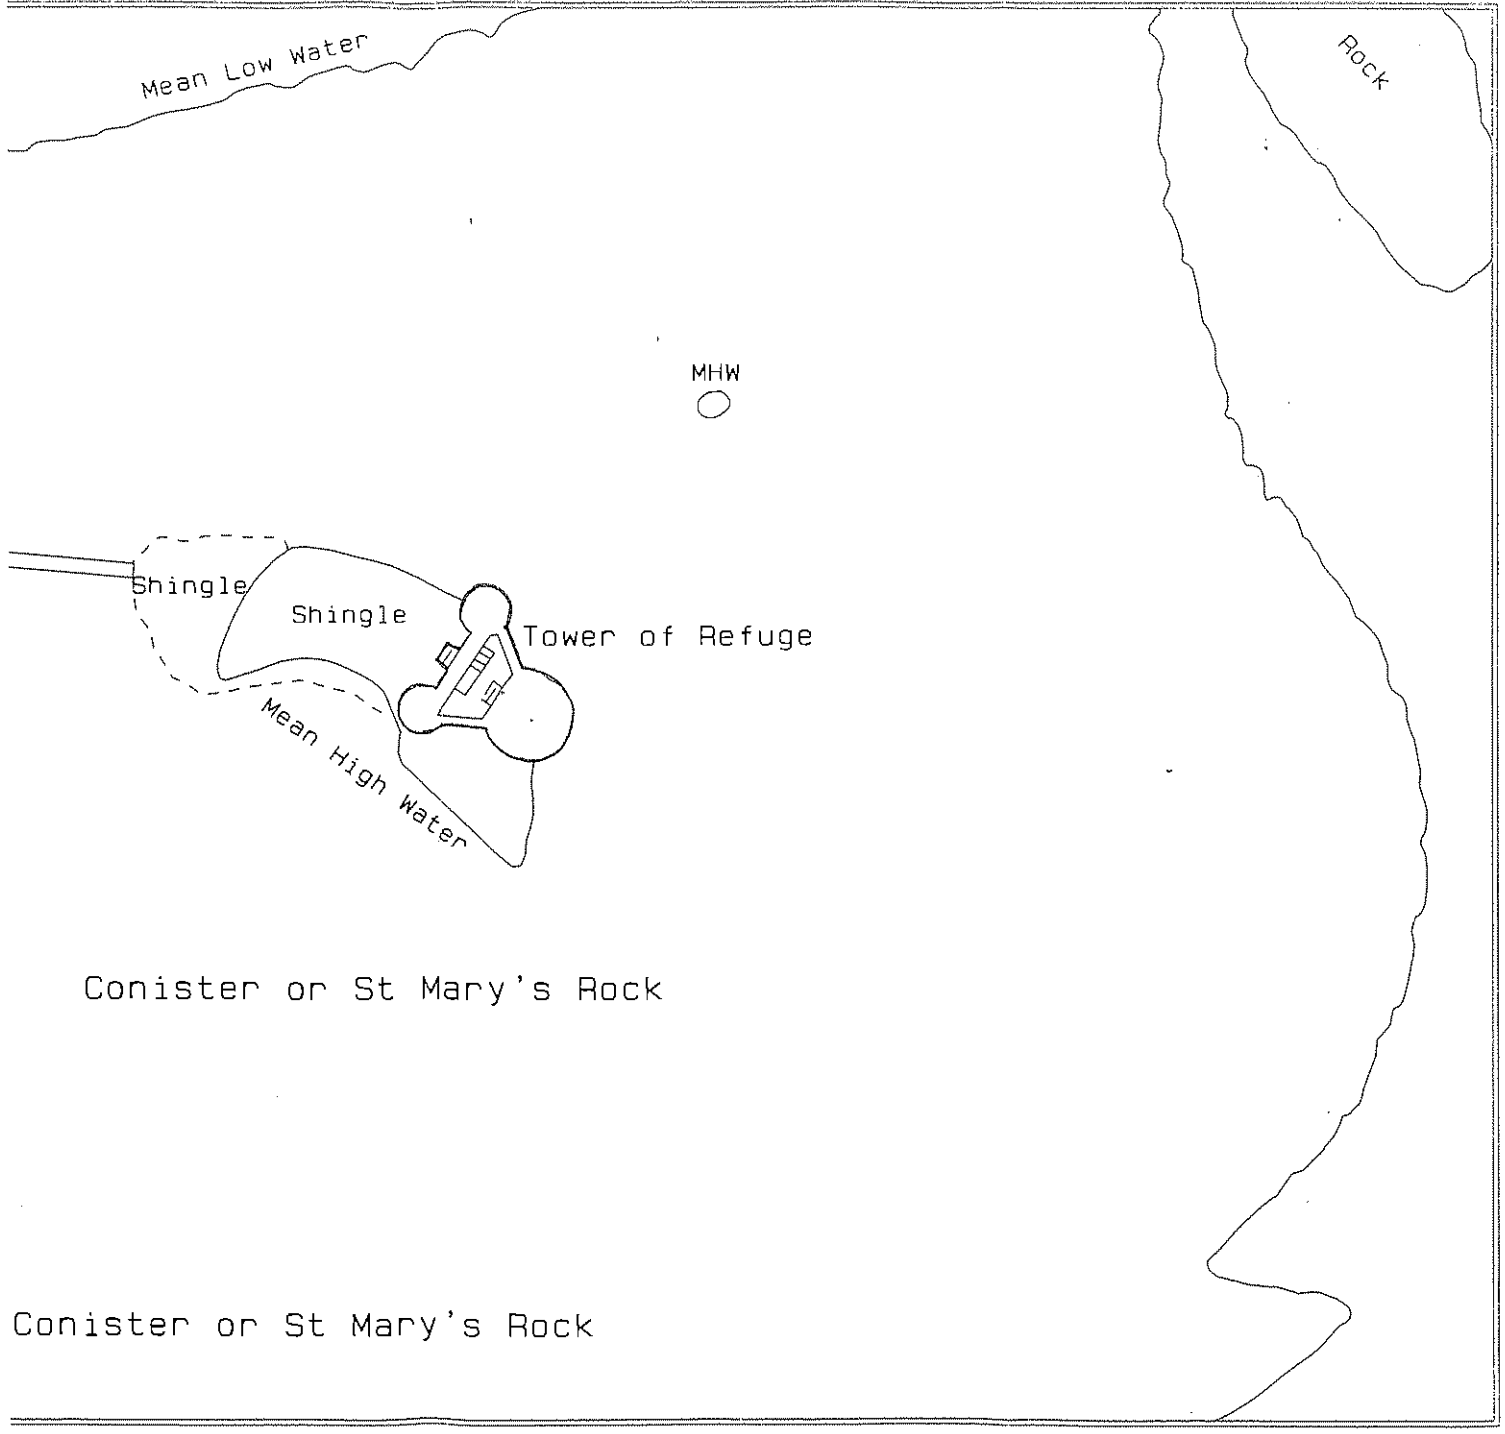 Mean Low Water
Rock
MHW
Shingle
Shingle
Tower of Refuge
Mean High Water
Conister or St Mary's Rock
Conister or St Mary's Rock